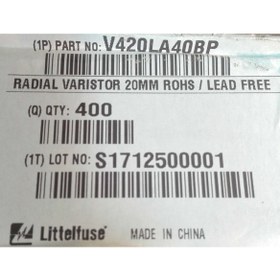 (1P) PART NO: V420LA40BP
RADIAL VARISTOR 20MM ROHS / LEAD FREE
(Q) QTY: 400
(1T) LOT NO: S1712500001
Littelfuse® MADE IN CHINA